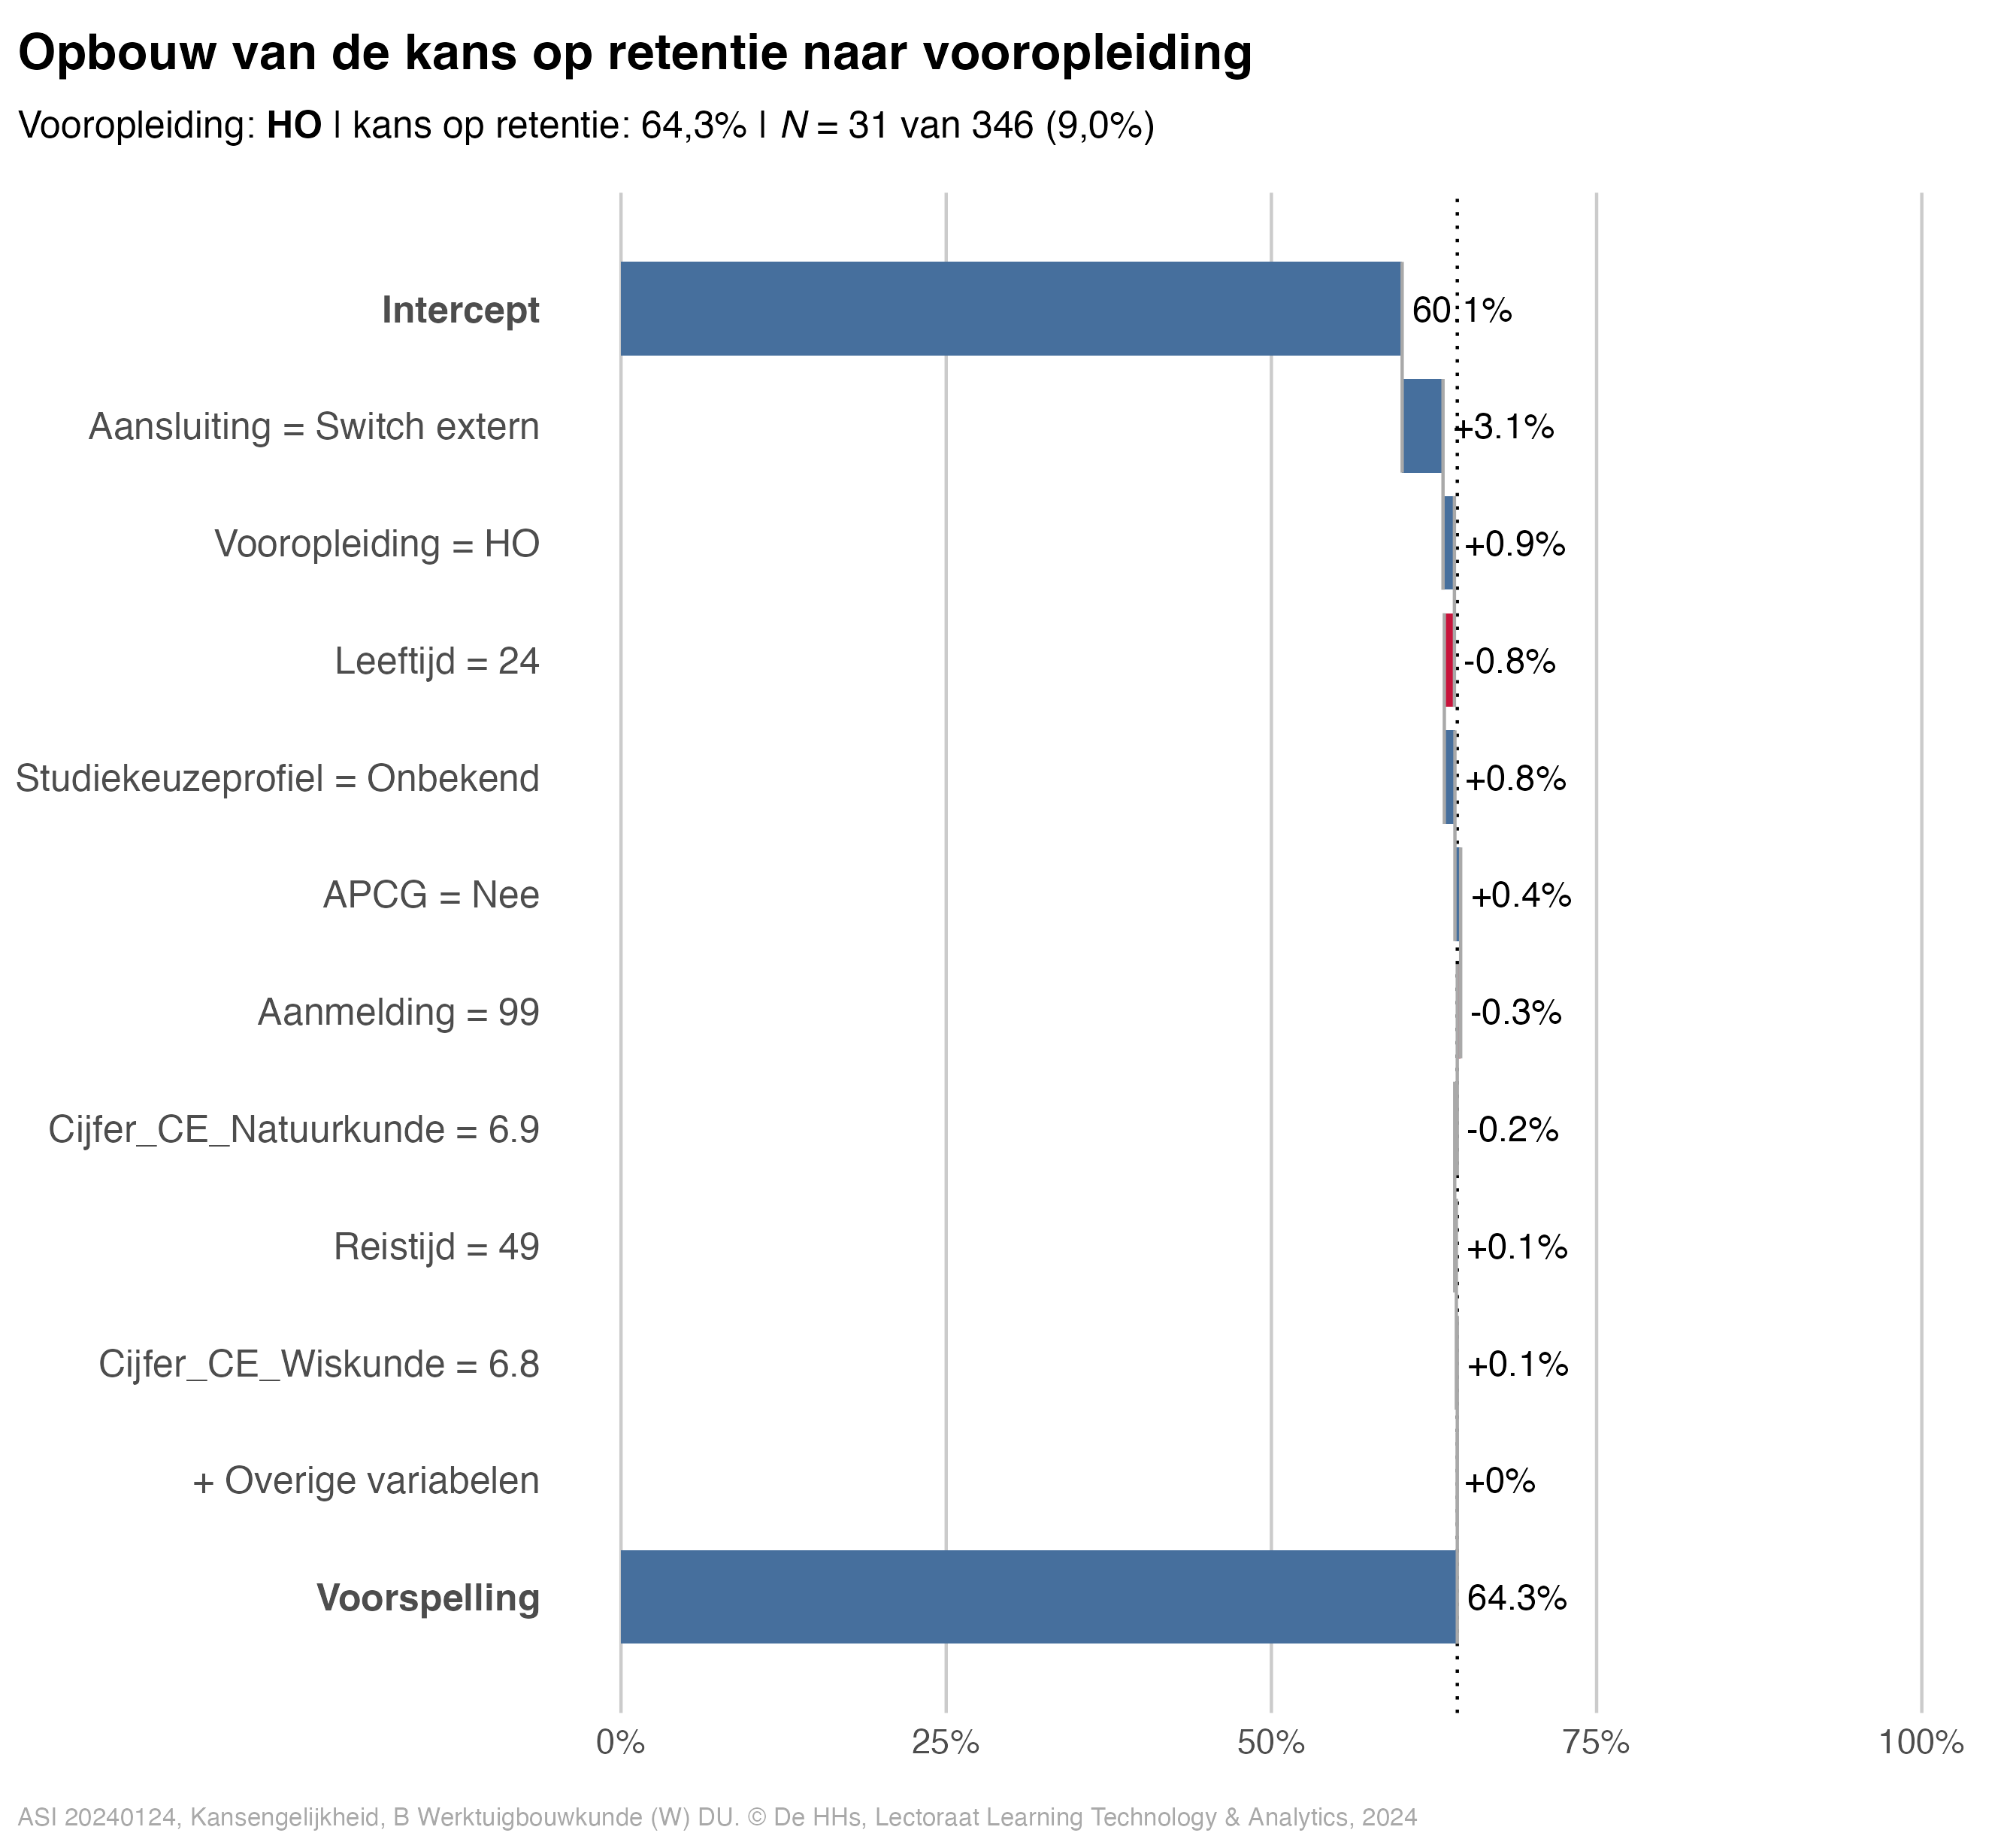 Opbouw van de kans op retentie naar vooropleiding
Vooropleiding: HO | kans op retentie: 64,3% | N = 31 van 346 (9,0%)
Intercept 60.1%
Aansluiting = Switch extern +3.1%
Vooropleiding = HO +0.9%
Leeftijd = 24 -0.8%
Studiekeuzeprofiel = Onbekend +0.8%
APCG = Nee +0.4%
Aanmelding = 99 -0.3%
Cijfer_CE_Natuurkunde = 6.9 -0.2%
Reistijd = 49 +0.1%
Cijfer_CE_Wiskunde = 6.8 +0.1%
+ Overige variabelen +0%
Voorspelling 64.3%
0% 25% 50% 75% 100%
ASI 20240124, Kansengelijkheid, B Werktuigbouwkunde (W) DU. © De HHs, Lectoraat Learning Technology & Analytics, 2024